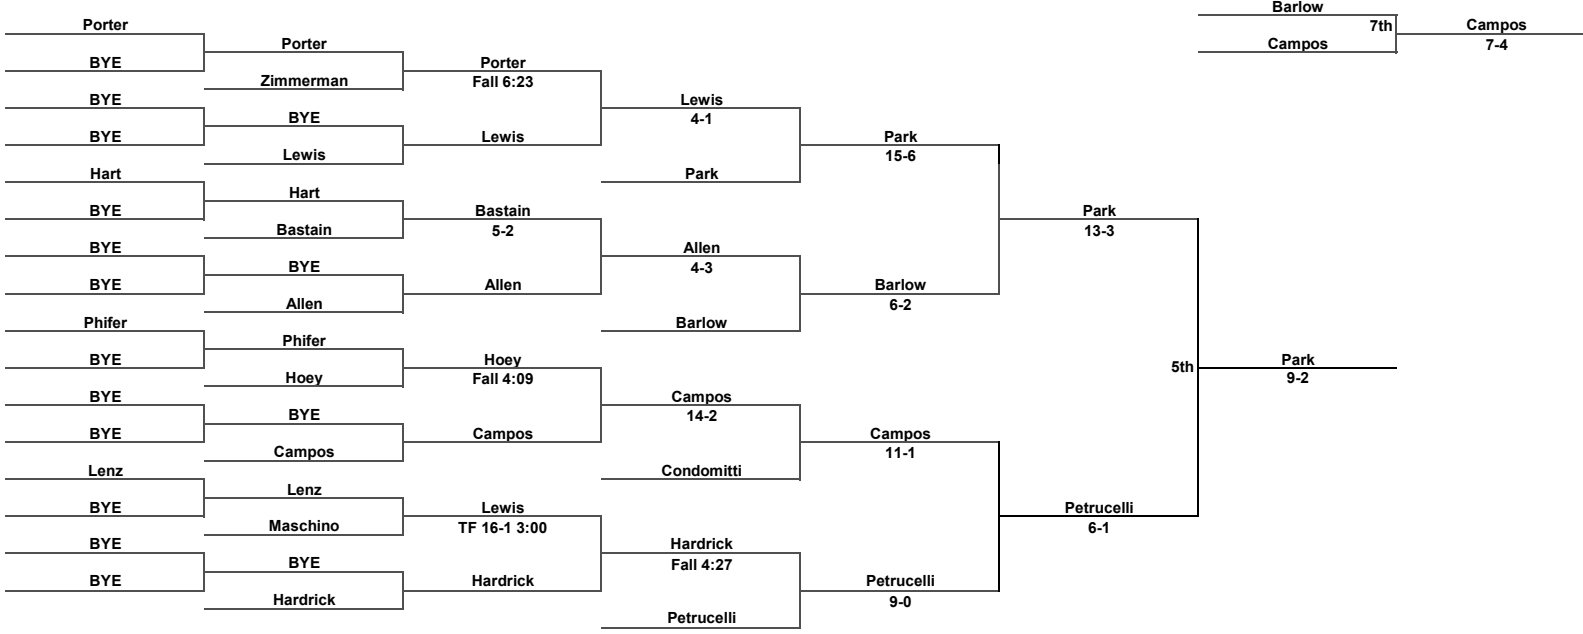 Barlow
7th
Campos
Campos
7-4
Porter
BYE
BYE
BYE
Hart
BYE
BYE
BYE
Phifer
BYE
BYE
BYE
Lenz
BYE
BYE
BYE
Porter
Zimmerman
BYE
Lewis
Hart
Bastain
BYE
Allen
Phifer
Hoey
BYE
Campos
Lenz
Maschino
BYE
Hardrick
Porter
Fall 6:23
Lewis
Bastain
5-2
Allen
Hoey
Fall 4:09
Campos
Lewis
TF 16-1 3:00
Hardrick
Lewis
4-1
Park
Allen
4-3
Barlow
Campos
14-2
Condomitti
Hardrick
Fall 4:27
Petrucelli
Park
15-6
Barlow
6-2
Campos
11-1
Petrucelli
9-0
Park
13-3
Petrucelli
6-1
5th
Park
9-2